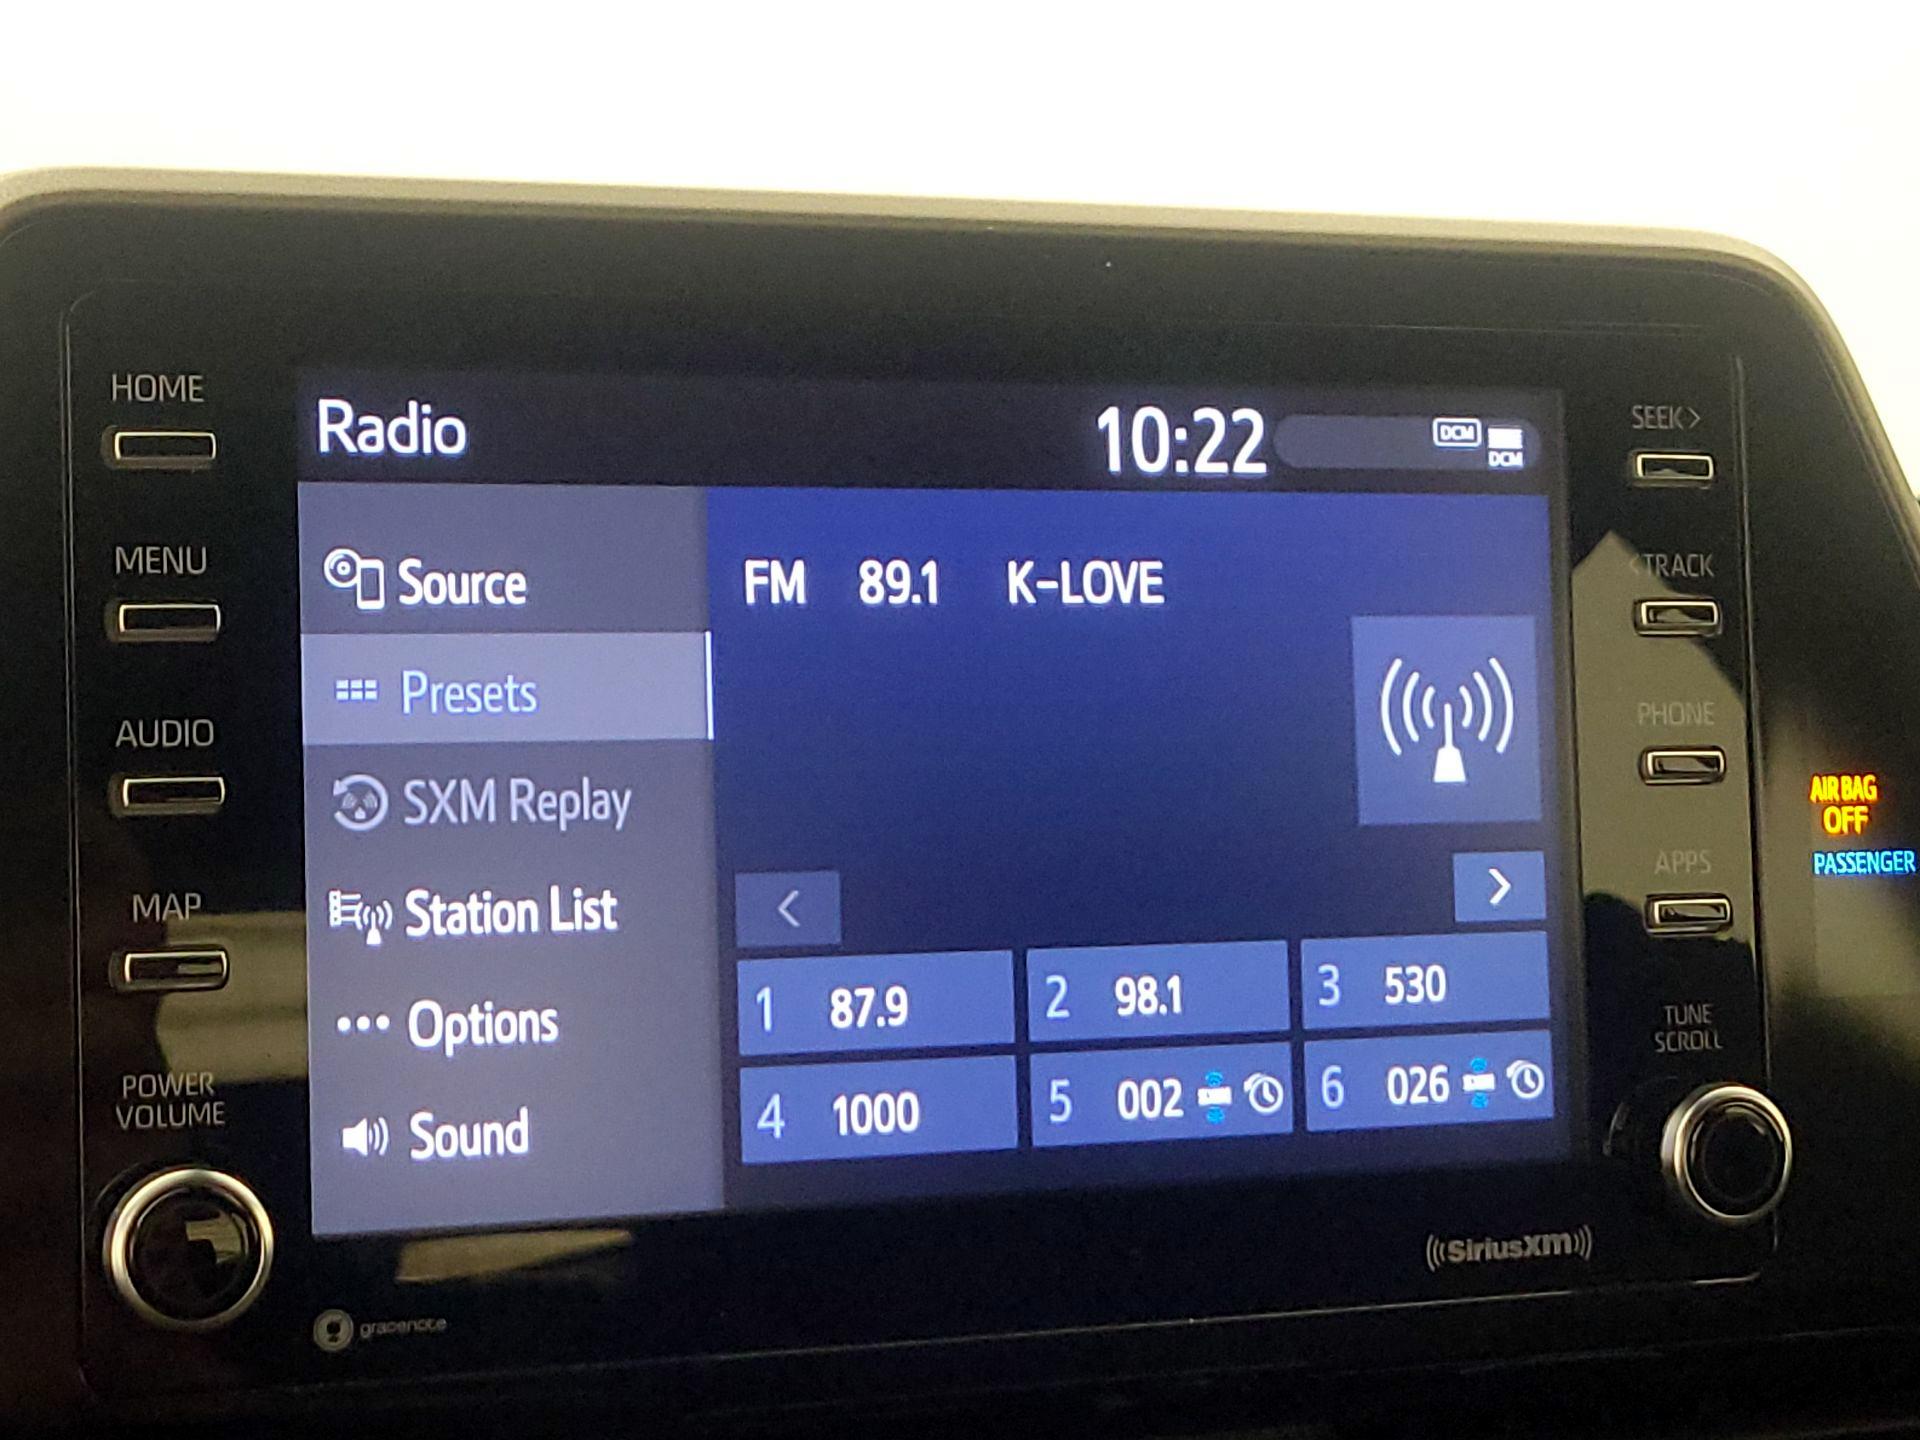 HOME
MENU
AUDIO
MAP
POWER
VOLUME
Radio
10:22
DCM
DCM
Source
Presets
SXM Replay
Station List
Options
Sound
FM 89.1 K-LOVE
1 87.9
2 98.1
3 530
4 1000
5 002
6 026
SEEK>
<TRACK
PHONE
APPS
TUNE
SCROLL
AIR BAG
OFF
PASSENGER
((SiriusXM))
gracenote